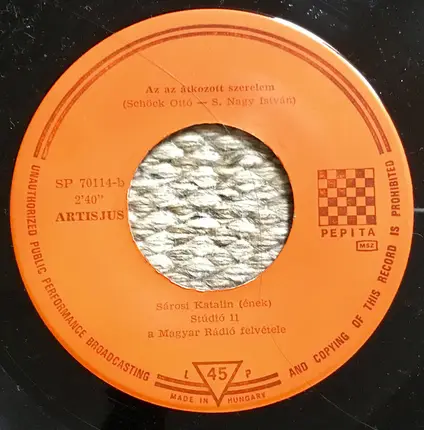 Az az átkozott szerelem
(Schöck Ottó — S. Nagy István)
SP 70114-b
2'40"
ARTISJUS
PEPITA
MSZ
Sárosi Katalin (ének)
Stúdió 11
a Magyar Rádió felvétele
L 45 P
MADE IN HUNGARY
UNAUTHORIZED PUBLIC PERFORMANCE BROADCASTING AND COPYING OF THIS RECORD IS PROHIBITED